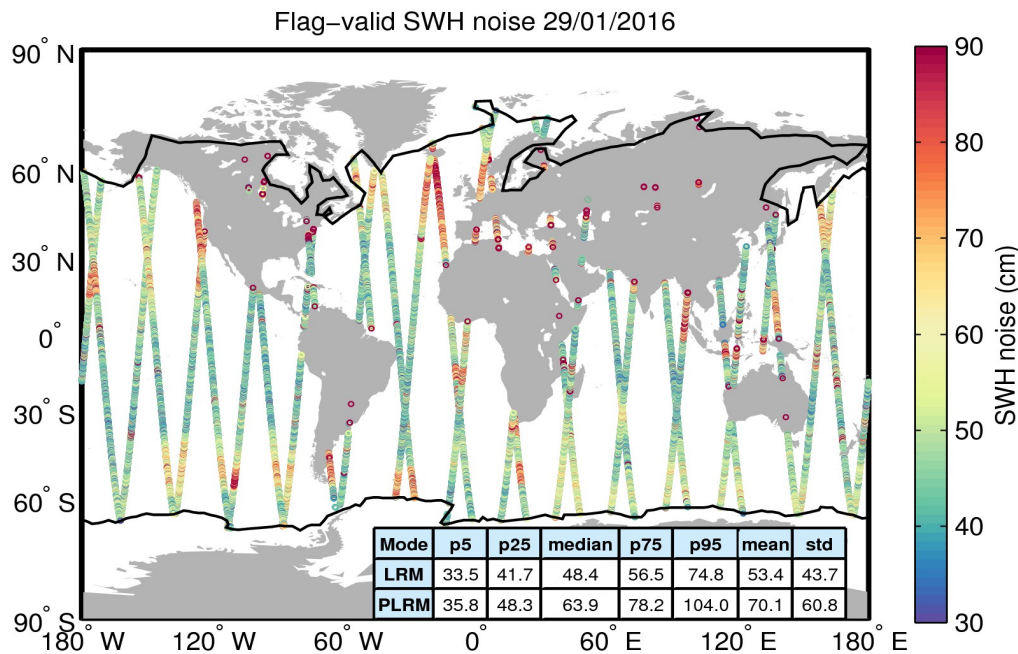 Flag−valid SWH noise 29/01/2016
90° N
60° N
30° N
0°
30° S
60° S
90° S
180° W
120° W
60° W
0°
60° E
120° E
180° E
Mode p5 p25 median p75 p95 mean std
LRM 33.5 41.7 48.4 56.5 74.8 53.4 43.7
PLRM 35.8 48.3 63.9 78.2 104.0 70.1 60.8
90
80
70
60
50
40
30
SWH noise (cm)